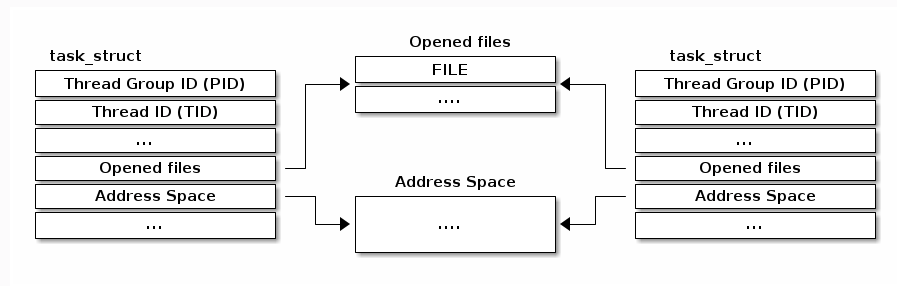 task_struct
Thread Group ID (PID)
Thread ID (TID)
...
Opened files
Address Space
...
Opened files
FILE
....
Address Space
....
task_struct
Thread Group ID (PID)
Thread ID (TID)
...
Opened files
Address Space
...